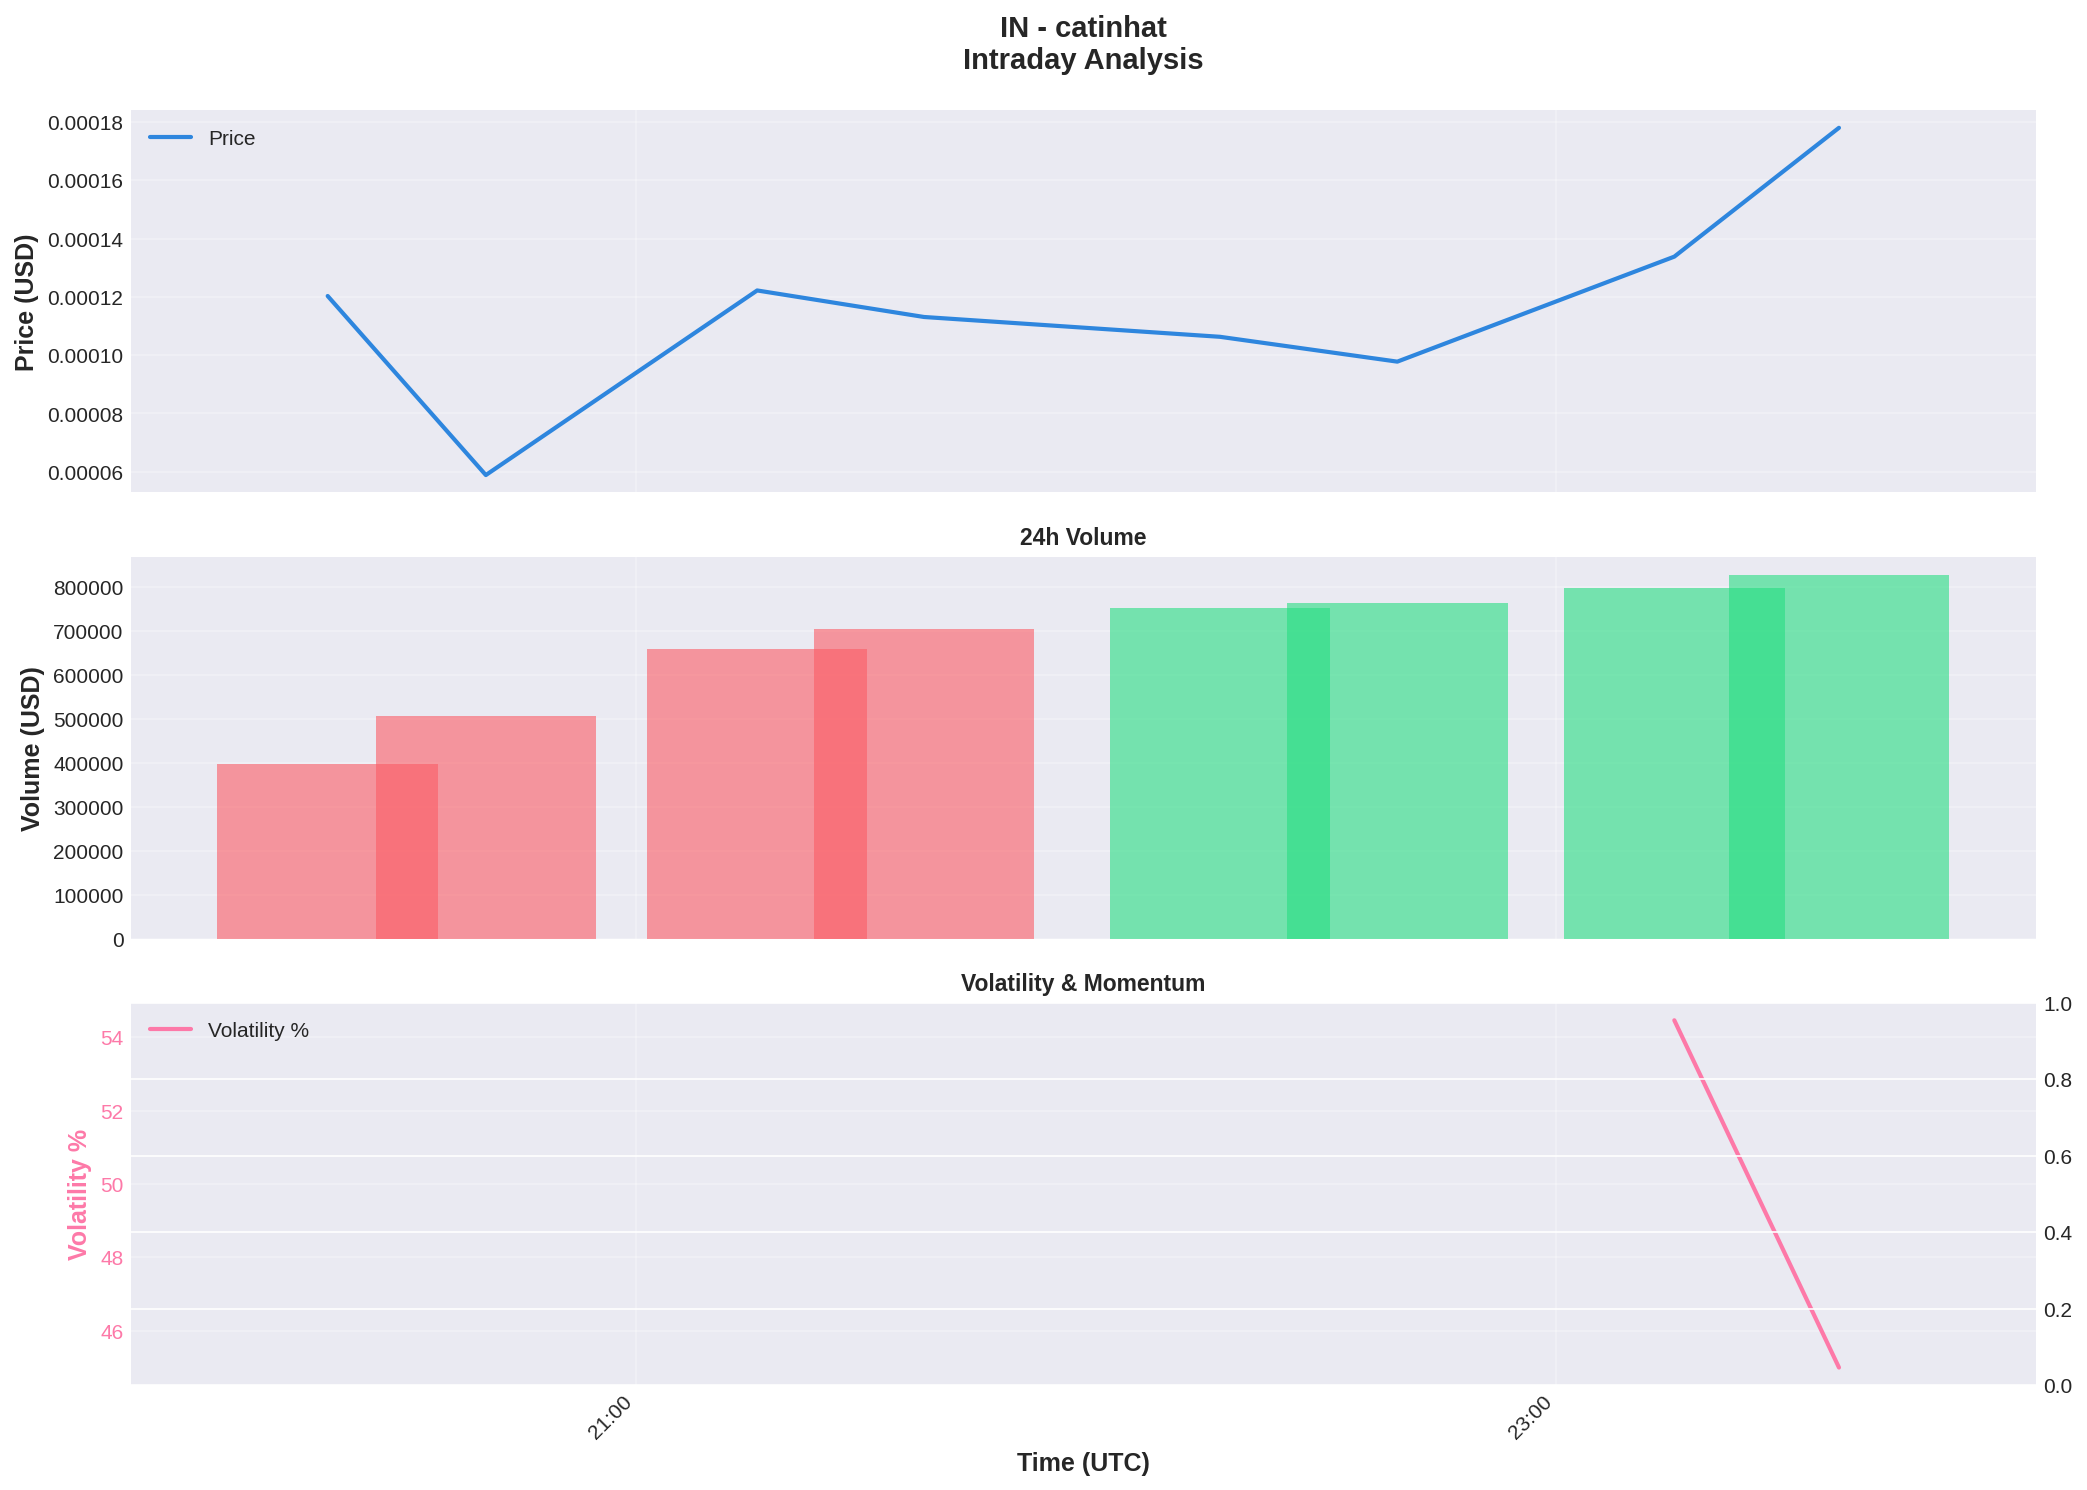 IN - catinhat
Intraday Analysis
0.00018
0.00016
0.00014
0.00012
0.00010
0.00008
0.00006
Price (USD)
Price
24h Volume
800000
700000
600000
500000
400000
300000
200000
100000
0
Volume (USD)
Volatility & Momentum
54
52
50
48
46
Volatility %
Volatility %
1.0
0.8
0.6
0.4
0.2
0.0
21:00
23:00
Time (UTC)